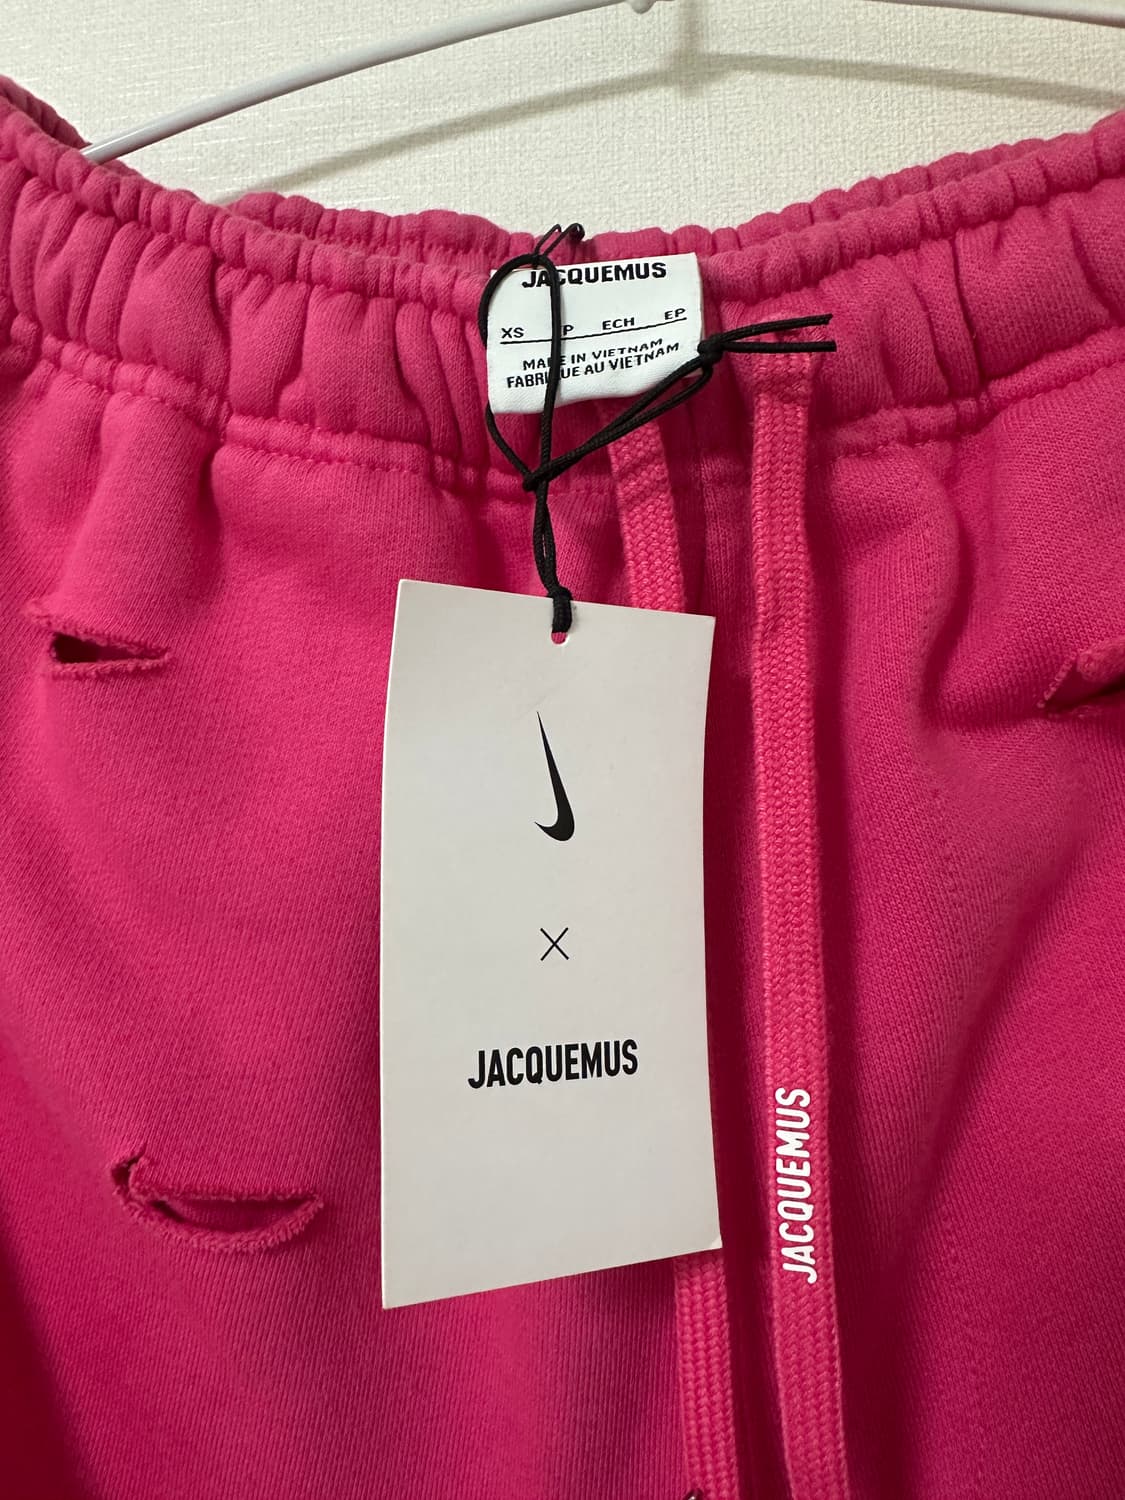 JACQUEMUS
XS P ECH EP
MADE IN VIETNAM
FABRIQUE AU VIETNAM
×
JACQUEMUS
JACQUEMUS